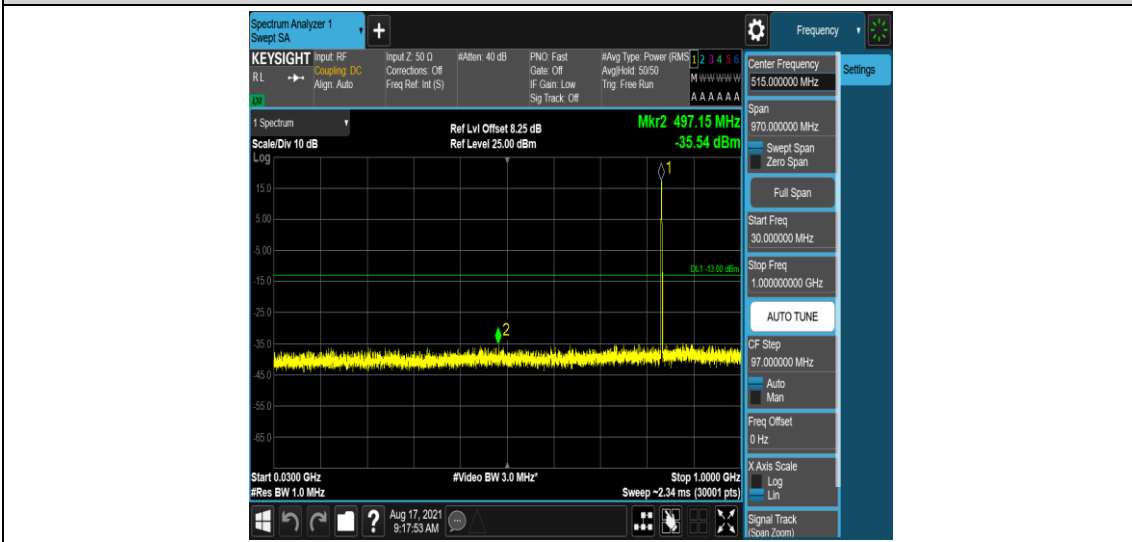 Spectrum Analyzer 1
Swept SA
+
Frequency
KEYSIGHT
RL
LXI
Input: RF
Coupling: DC
Align: Auto
Input Z: 50 Ω
Corrections: Off
Freq Ref: Int (S)
#Atten: 40 dB
PNO: Fast
Gate: Off
IF Gain: Low
Sig Track: Off
#Avg Type: Power (RMS
Avg|Hold: 50/50
Trig: Free Run
1 2 3 4 5 6
M W W W W W
A A A A A A
1 Spectrum
Scale/Div 10 dB
Ref Lvl Offset 8.25 dB
Ref Level 25.00 dBm
Mkr2 497.15 MHz
-35.54 dBm
Log
15.0
5.00
-5.00
-15.0
-25.0
-35.0
-45.0
-55.0
-65.0
1
DL1 -13.00 dBm
2
Start 0.0300 GHz
#Res BW 1.0 MHz
#Video BW 3.0 MHz*
Stop 1.0000 GHz
Sweep ~2.34 ms (30001 pts)
?
Aug 17, 2021
9:17:53 AM
Center Frequency
515.000000 MHz
Settings
Span
970.000000 MHz
Swept Span
Zero Span
Full Span
Start Freq
30.000000 MHz
Stop Freq
1.000000000 GHz
AUTO TUNE
CF Step
97.000000 MHz
Auto
Man
Freq Offset
0 Hz
X Axis Scale
Log
Lin
Signal Track
(Span Zoom)